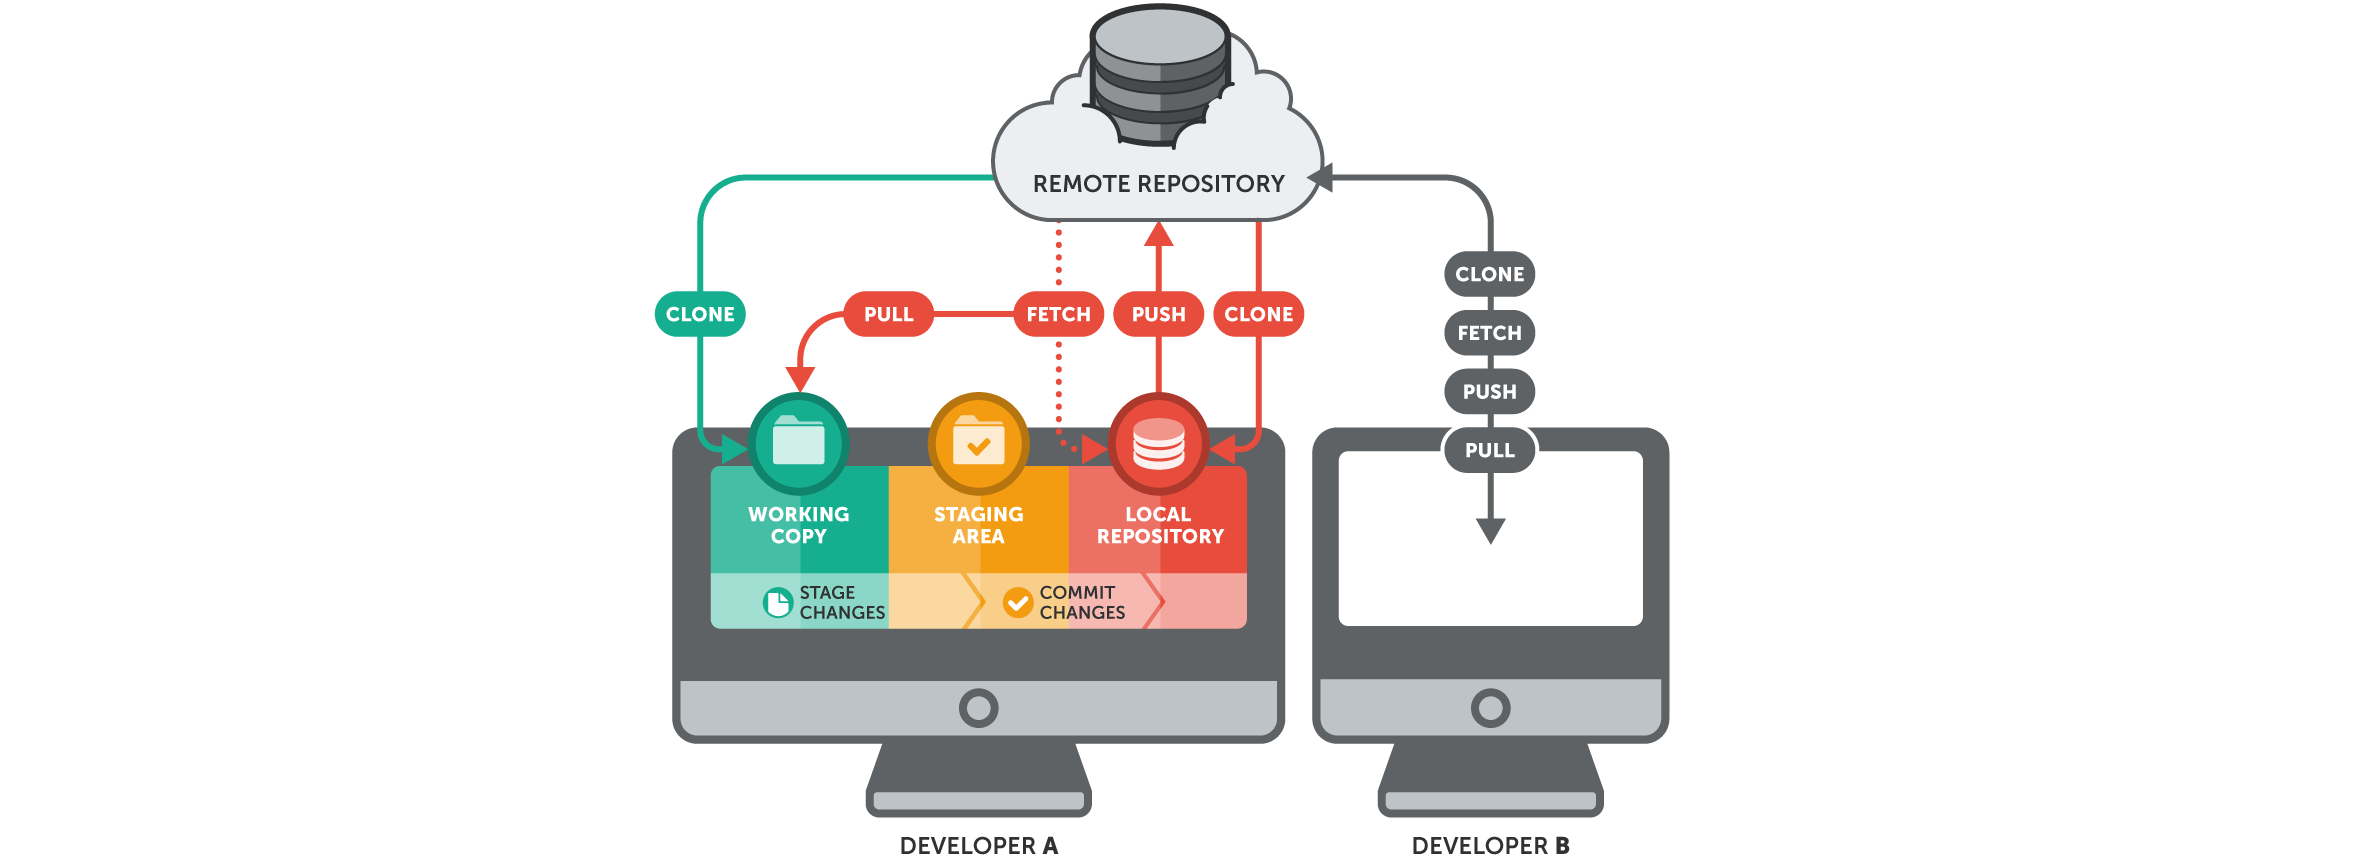 REMOTE REPOSITORY
CLONE
PULL
FETCH
PUSH
CLONE
CLONE
FETCH
PUSH
PULL
WORKING
COPY
STAGING
AREA
LOCAL
REPOSITORY
STAGE
CHANGES
COMMIT
CHANGES
DEVELOPER A
DEVELOPER B